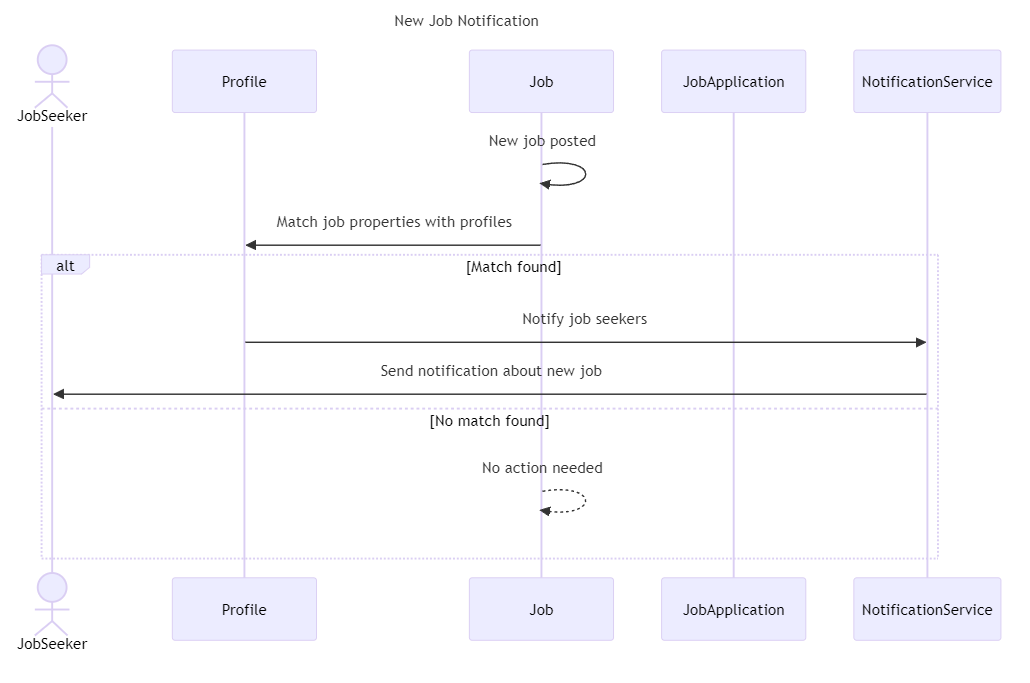 New Job Notification
JobSeeker
Profile
Job
JobApplication
NotificationService
New job posted
Match job properties with profiles
alt
[Match found]
Notify job seekers
Send notification about new job
[No match found]
No action needed
JobSeeker
Profile
Job
JobApplication
NotificationService